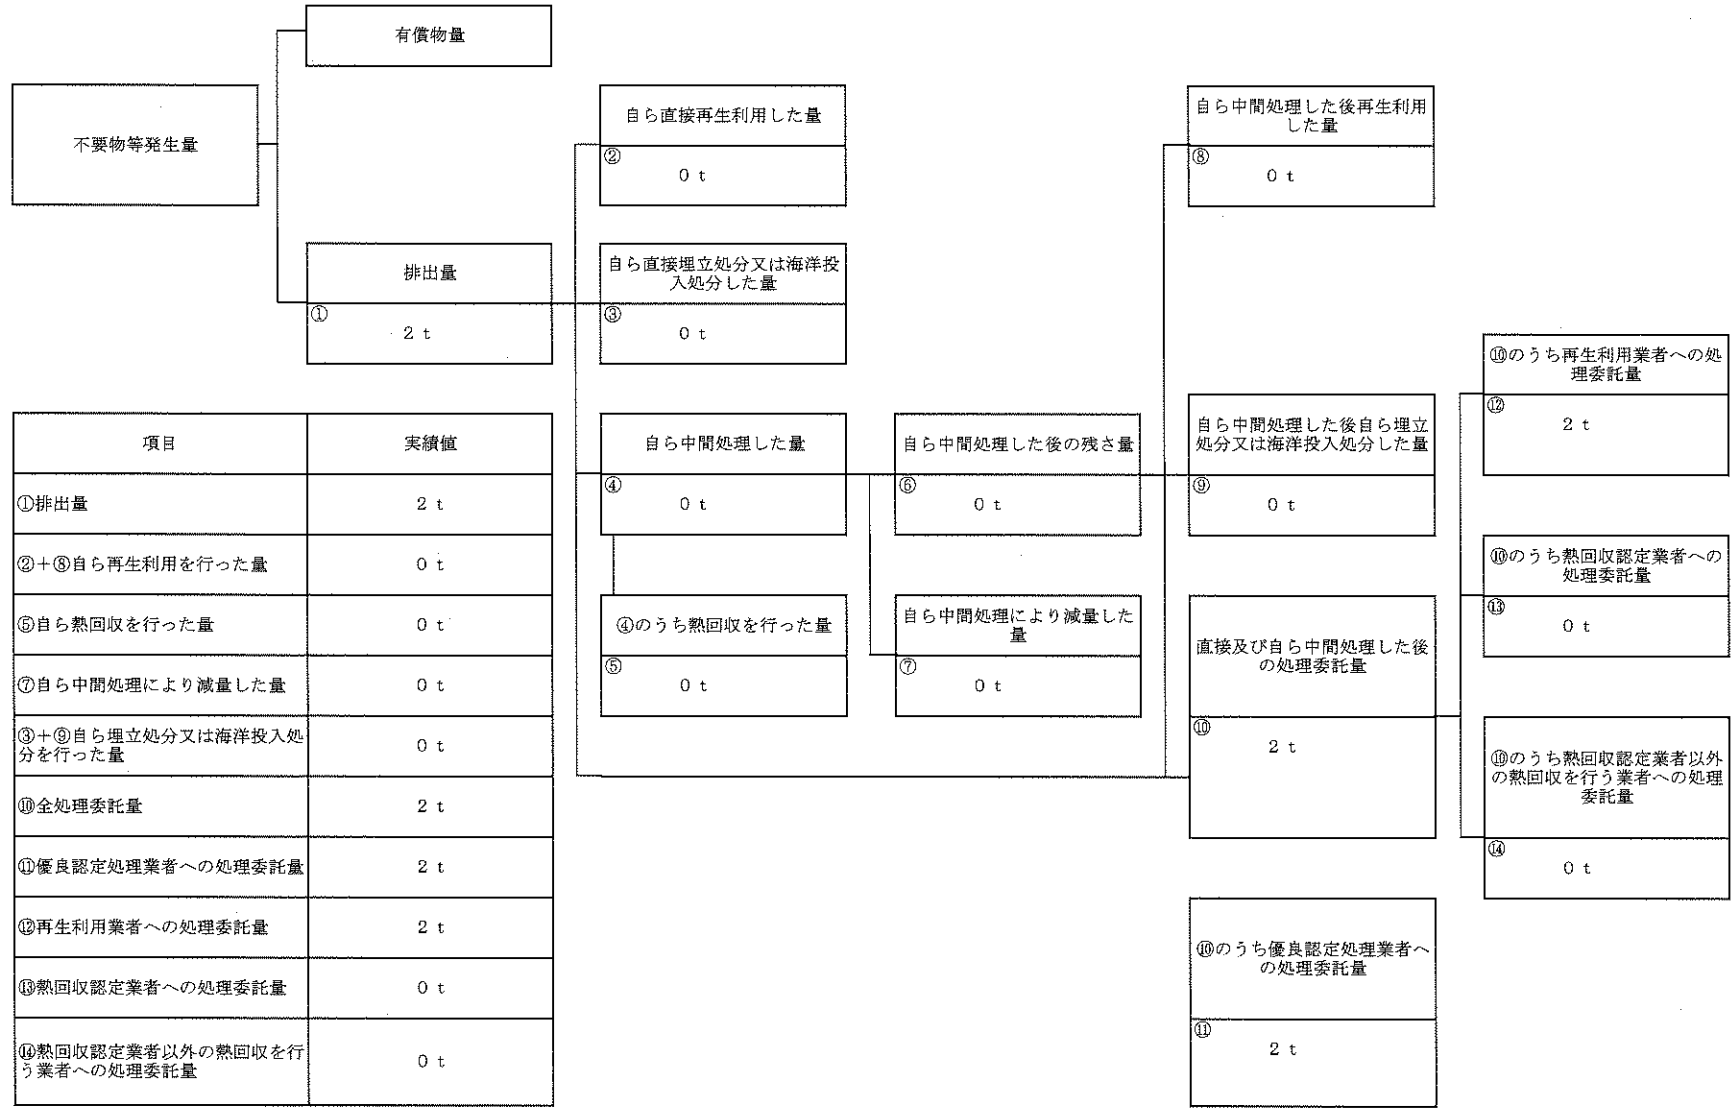 有償物量
不要物等発生量
排出量
①
2 t
自ら直接再生利用した量
②
0 t
自ら直接埋立処分又は海洋投
入処分した量
③
0 t
自ら中間処理した量
④
0 t
④のうち熱回収を行った量
⑤
0 t
自ら中間処理した後の残さ量
⑥
0 t
自ら中間処理により減量した
量
⑦
0 t
自ら中間処理した後再生利用
した量
⑧
0 t
自ら中間処理した後自ら埋立
処分又は海洋投入処分した量
⑨
0 t
直接及び自ら中間処理した後
の処理委託量
⑩
2 t
⑩のうち優良認定処理業者へ
の処理委託量
⑪
2 t
⑩のうち再生利用業者への処
理委託量
⑫
2 t
⑩のうち熱回収認定業者への
処理委託量
⑬
0 t
⑩のうち熱回収認定業者以外
の熱回収を行う業者への処理
委託量
⑭
0 t
項目 実績値
①排出量 2 t
②+⑧自ら再生利用を行った量 0 t
⑤自ら熱回収を行った量 0 t
⑦自ら中間処理により減量した量 0 t
③+⑨自ら埋立処分又は海洋投入処
分を行った量 0 t
⑩全処理委託量 2 t
⑪優良認定処理業者への処理委託量 2 t
⑫再生利用業者への処理委託量 2 t
⑬熱回収認定業者への処理委託量 0 t
⑭熱回収認定業者以外の熱回収を行
う業者への処理委託量 0 t